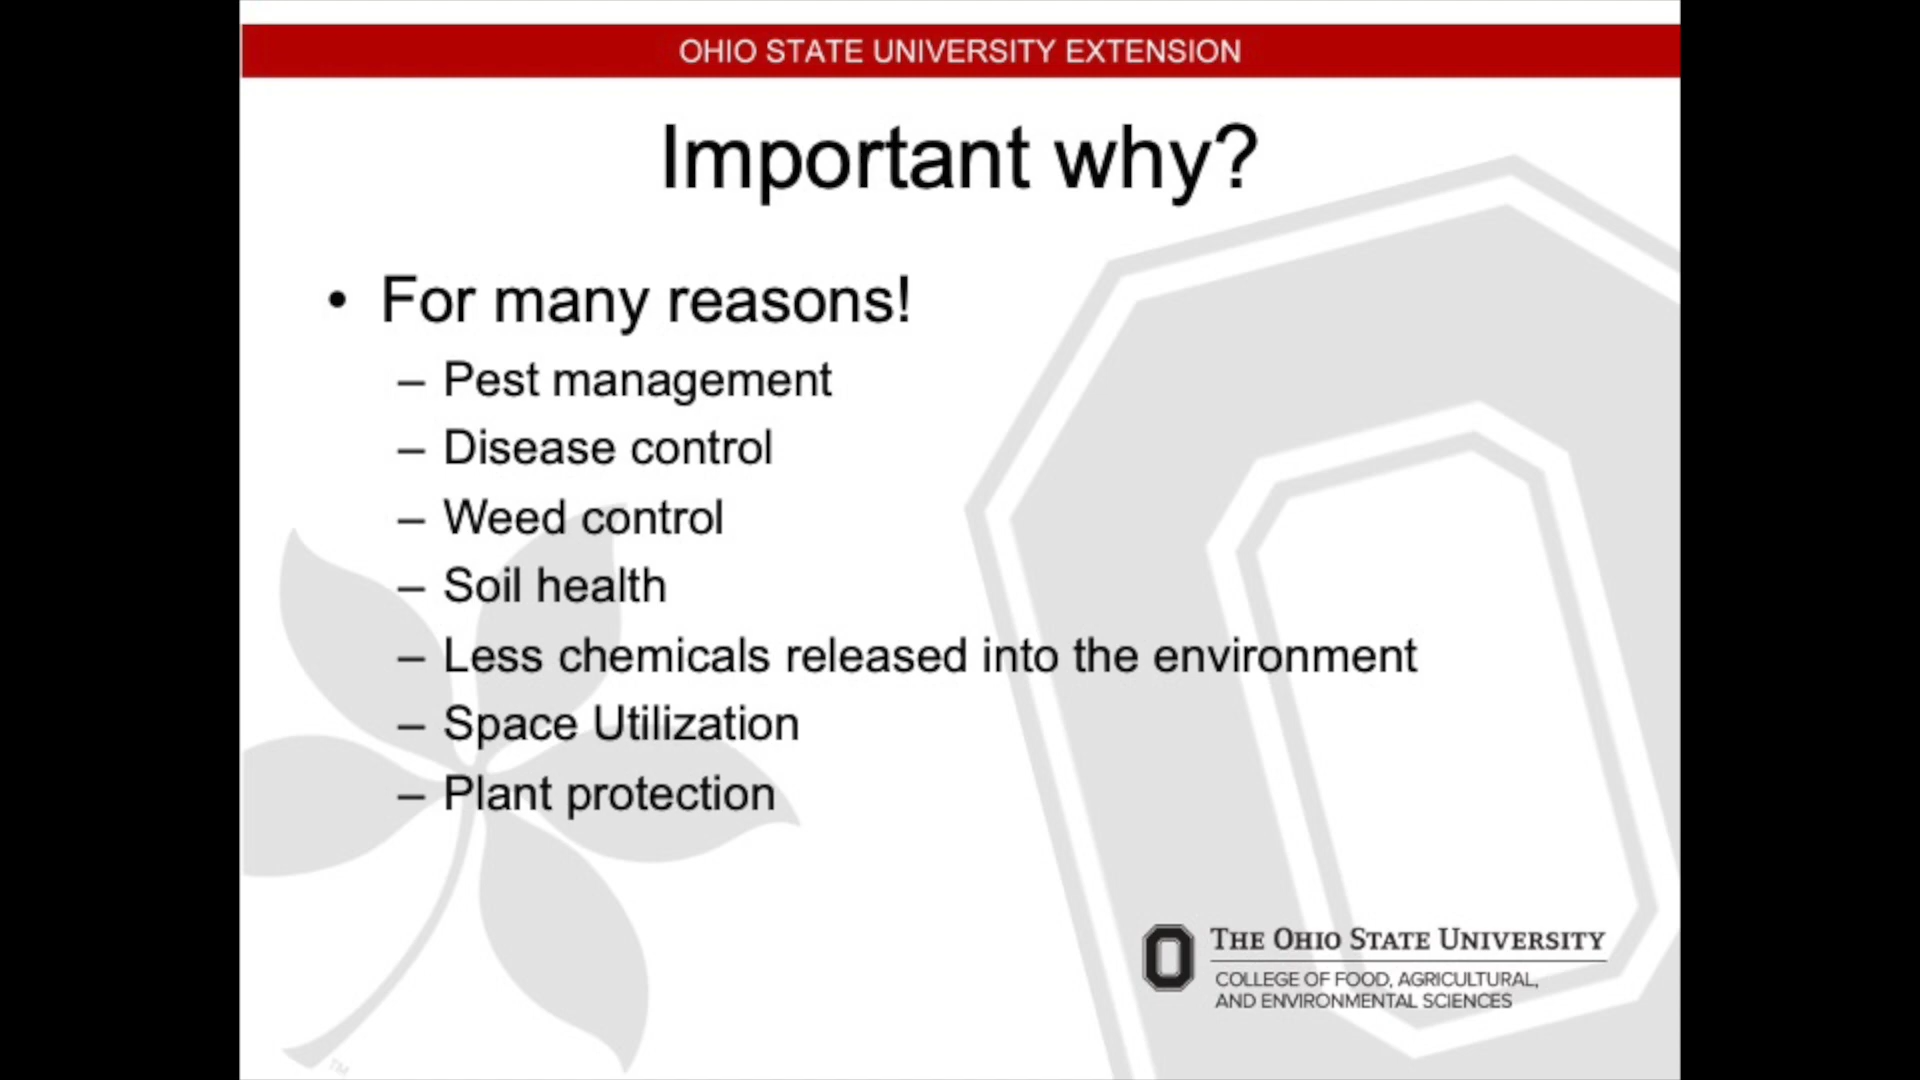 OHIO STATE UNIVERSITY EXTENSION
Important why?
• For many reasons!
– Pest management
– Disease control
– Weed control
– Soil health
– Less chemicals released into the environment
– Space Utilization
– Plant protection
THE OHIO STATE UNIVERSITY
COLLEGE OF FOOD, AGRICULTURAL,
AND ENVIRONMENTAL SCIENCES
TM